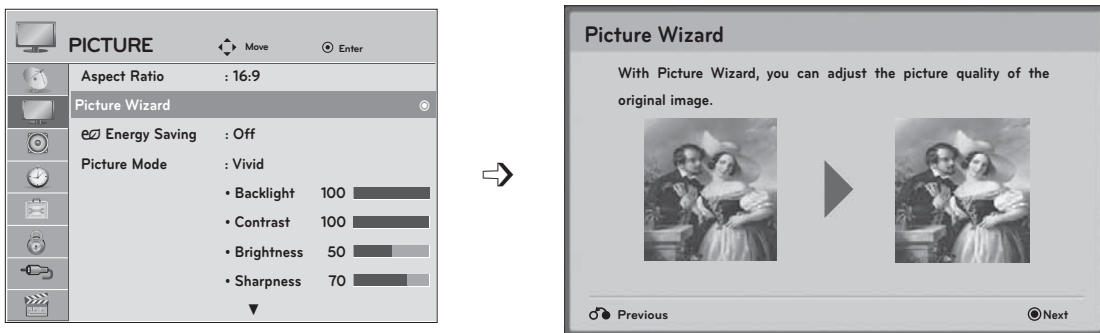 PICTURE
Move
Enter
Aspect Ratio : 16:9
Picture Wizard
Energy Saving : Off
Picture Mode : Vivid
• Backlight 100
• Contrast 100
• Brightness 50
• Sharpness 70
Picture Wizard
With Picture Wizard, you can adjust the picture quality of the
original image.
Previous
Next